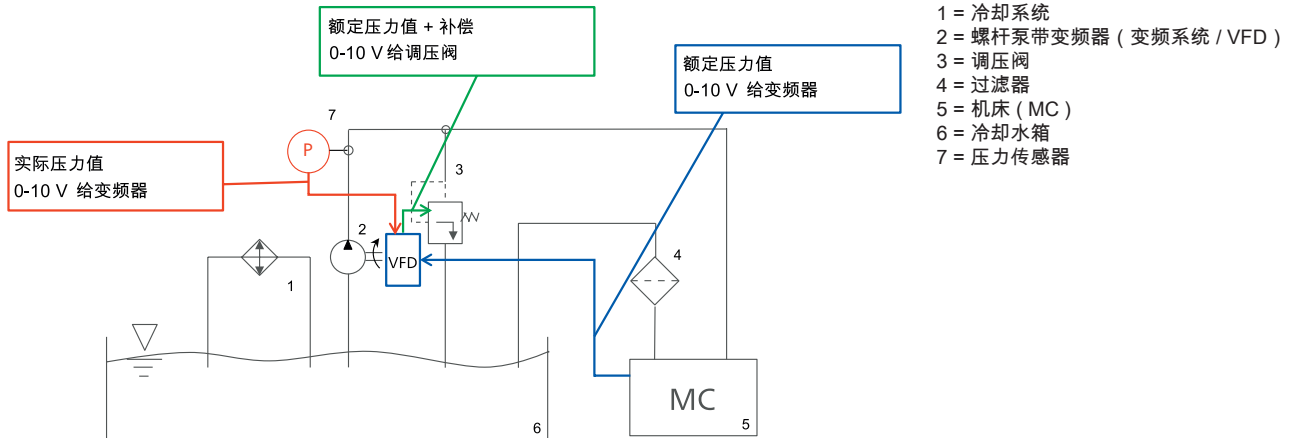 额定压力值 + 补偿
0-10 V 给调压阀
额定压力值
0-10 V 给变频器
实际压力值
0-10 V 给变频器
7
P
3
2
VFD
1
4
MC
5
6
1 = 冷却系统
2 = 螺杆泵带变频器 ( 变频系统 / VFD )
3 = 调压阀
4 = 过滤器
5 = 机床 ( MC )
6 = 冷却水箱
7 = 压力传感器